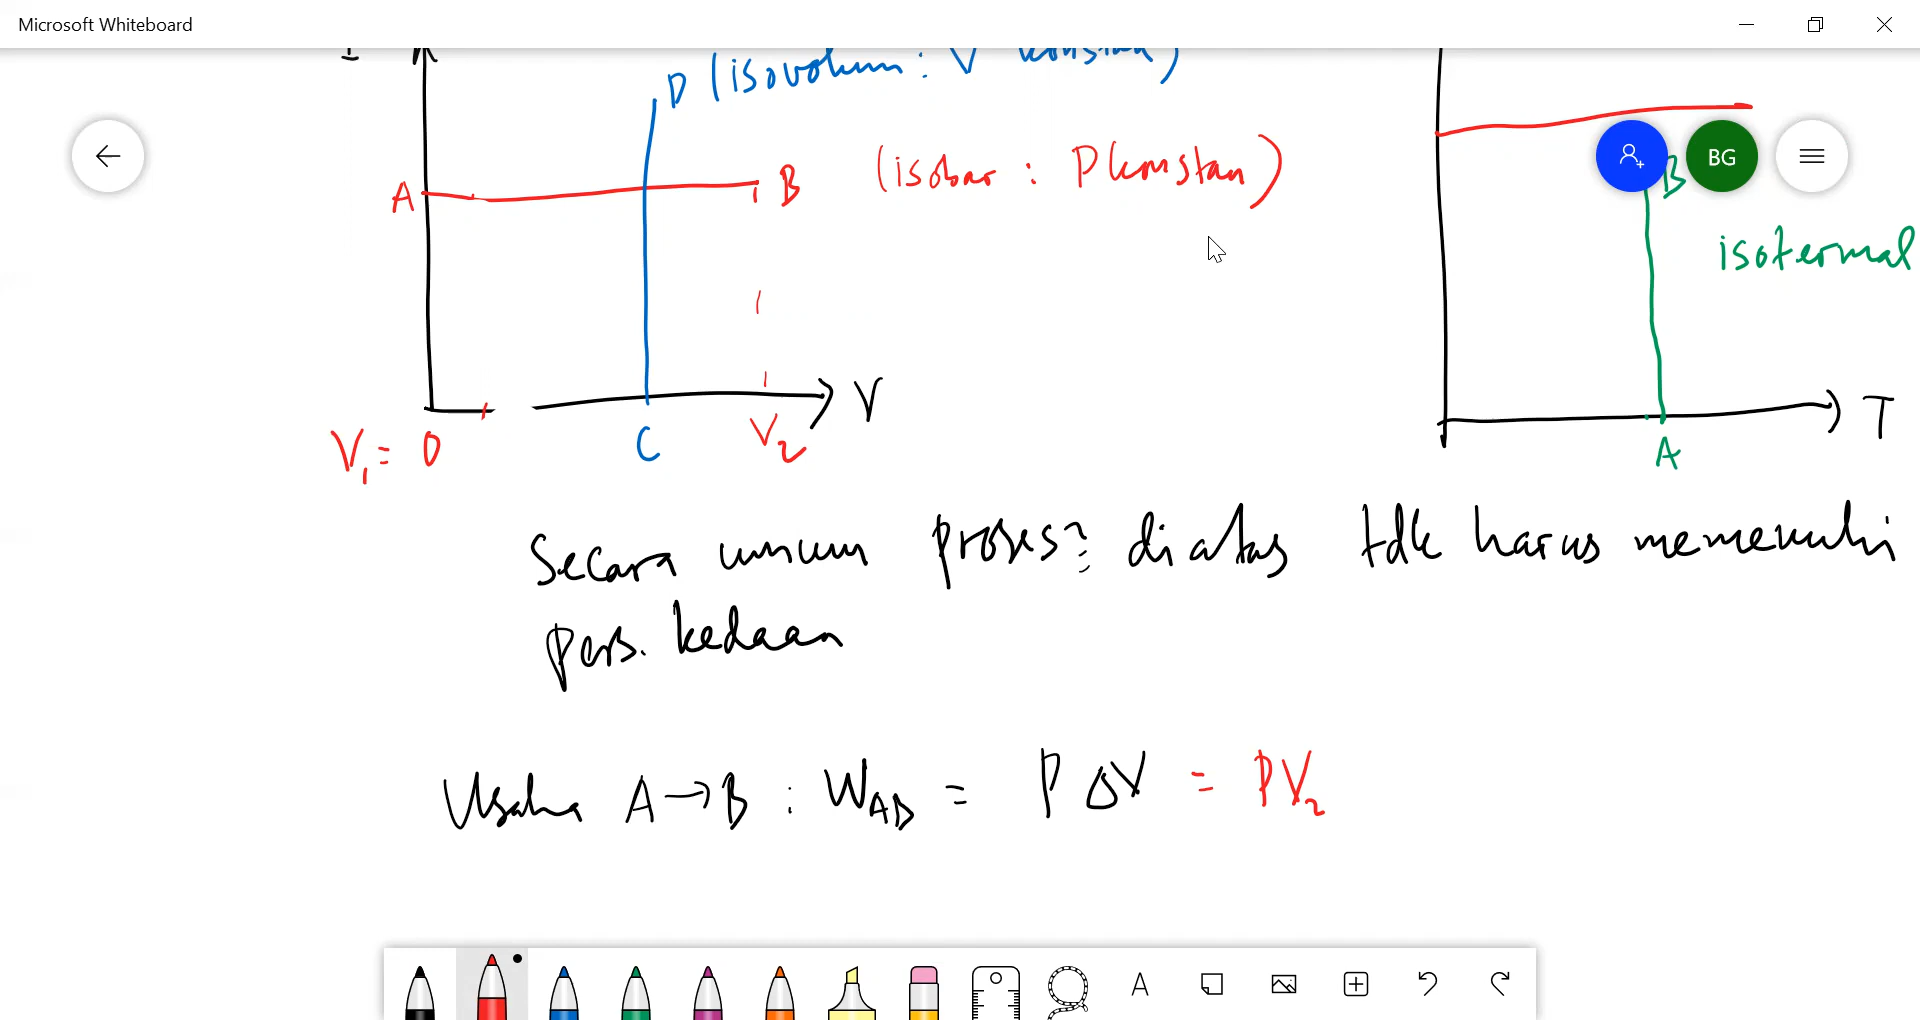 Microsoft Whiteboard
D (isovolum : V konstan)
A
B (isobar : P konstan)
BG
B
isotermal
V
T
V₁ = 0
C
V₂
A
Secara umum proses² di atas tdk harus memenuhi
pers. kedaan
Usaha A → B : W_AB = P ΔV = PV₂
A